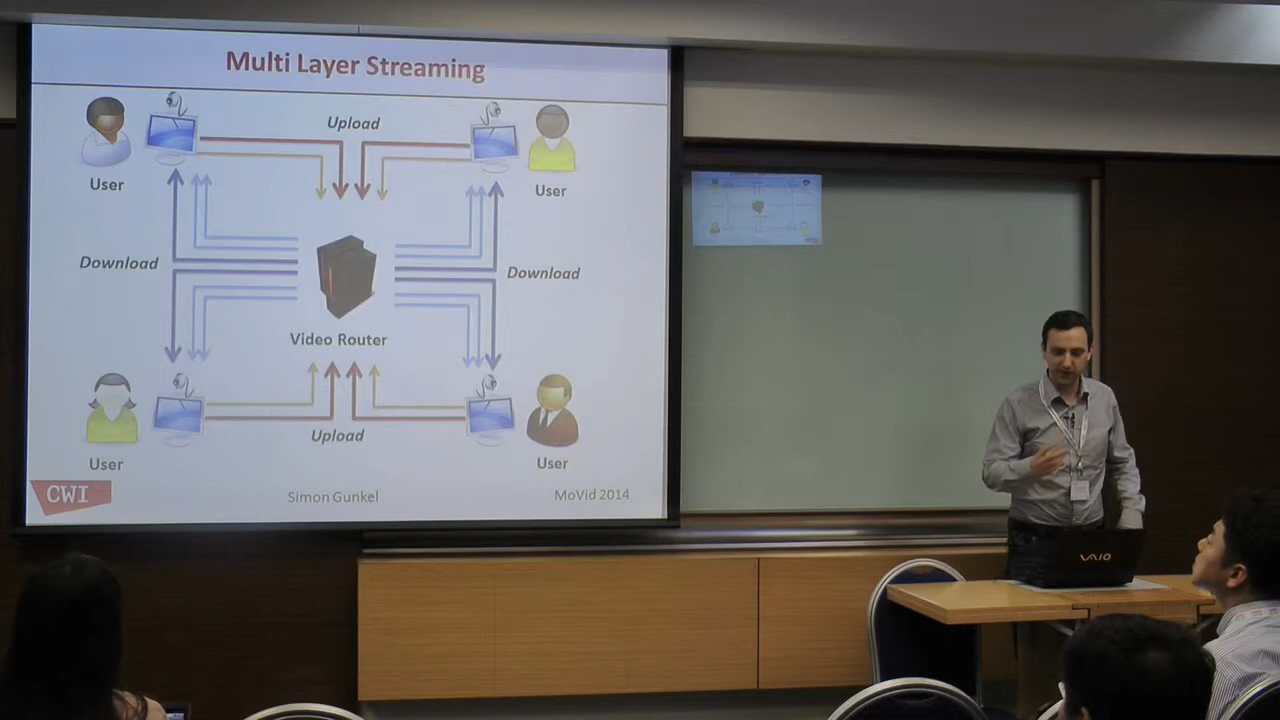 Multi Layer Streaming
Upload
User
User
Download
Download
Video Router
Upload
User
User
CWI
Simon Gunkel
MoVid 2014
VAIO